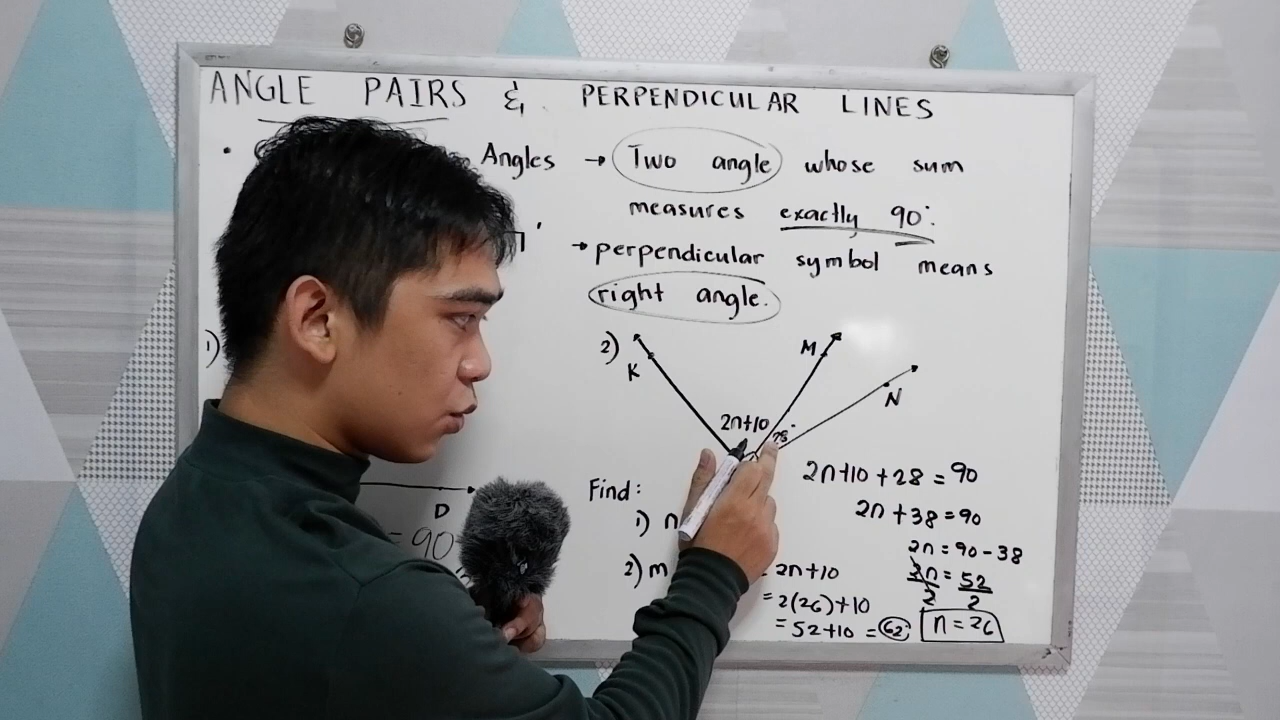 ANGLE PAIRS & PERPENDICULAR LINES
Angles → Two angle whose sum
measures exactly 90°.
→ perpendicular symbol means
right angle.
1)
2)
K
M
N
2n+10
28°
D
= 90
Find:
1) n
2) m
2n+10+28=90
2n+38=90
2n=90-38
2n = 52
2 2
n=26
= 2n+10
=2(26)+10
=52+10 = 62°